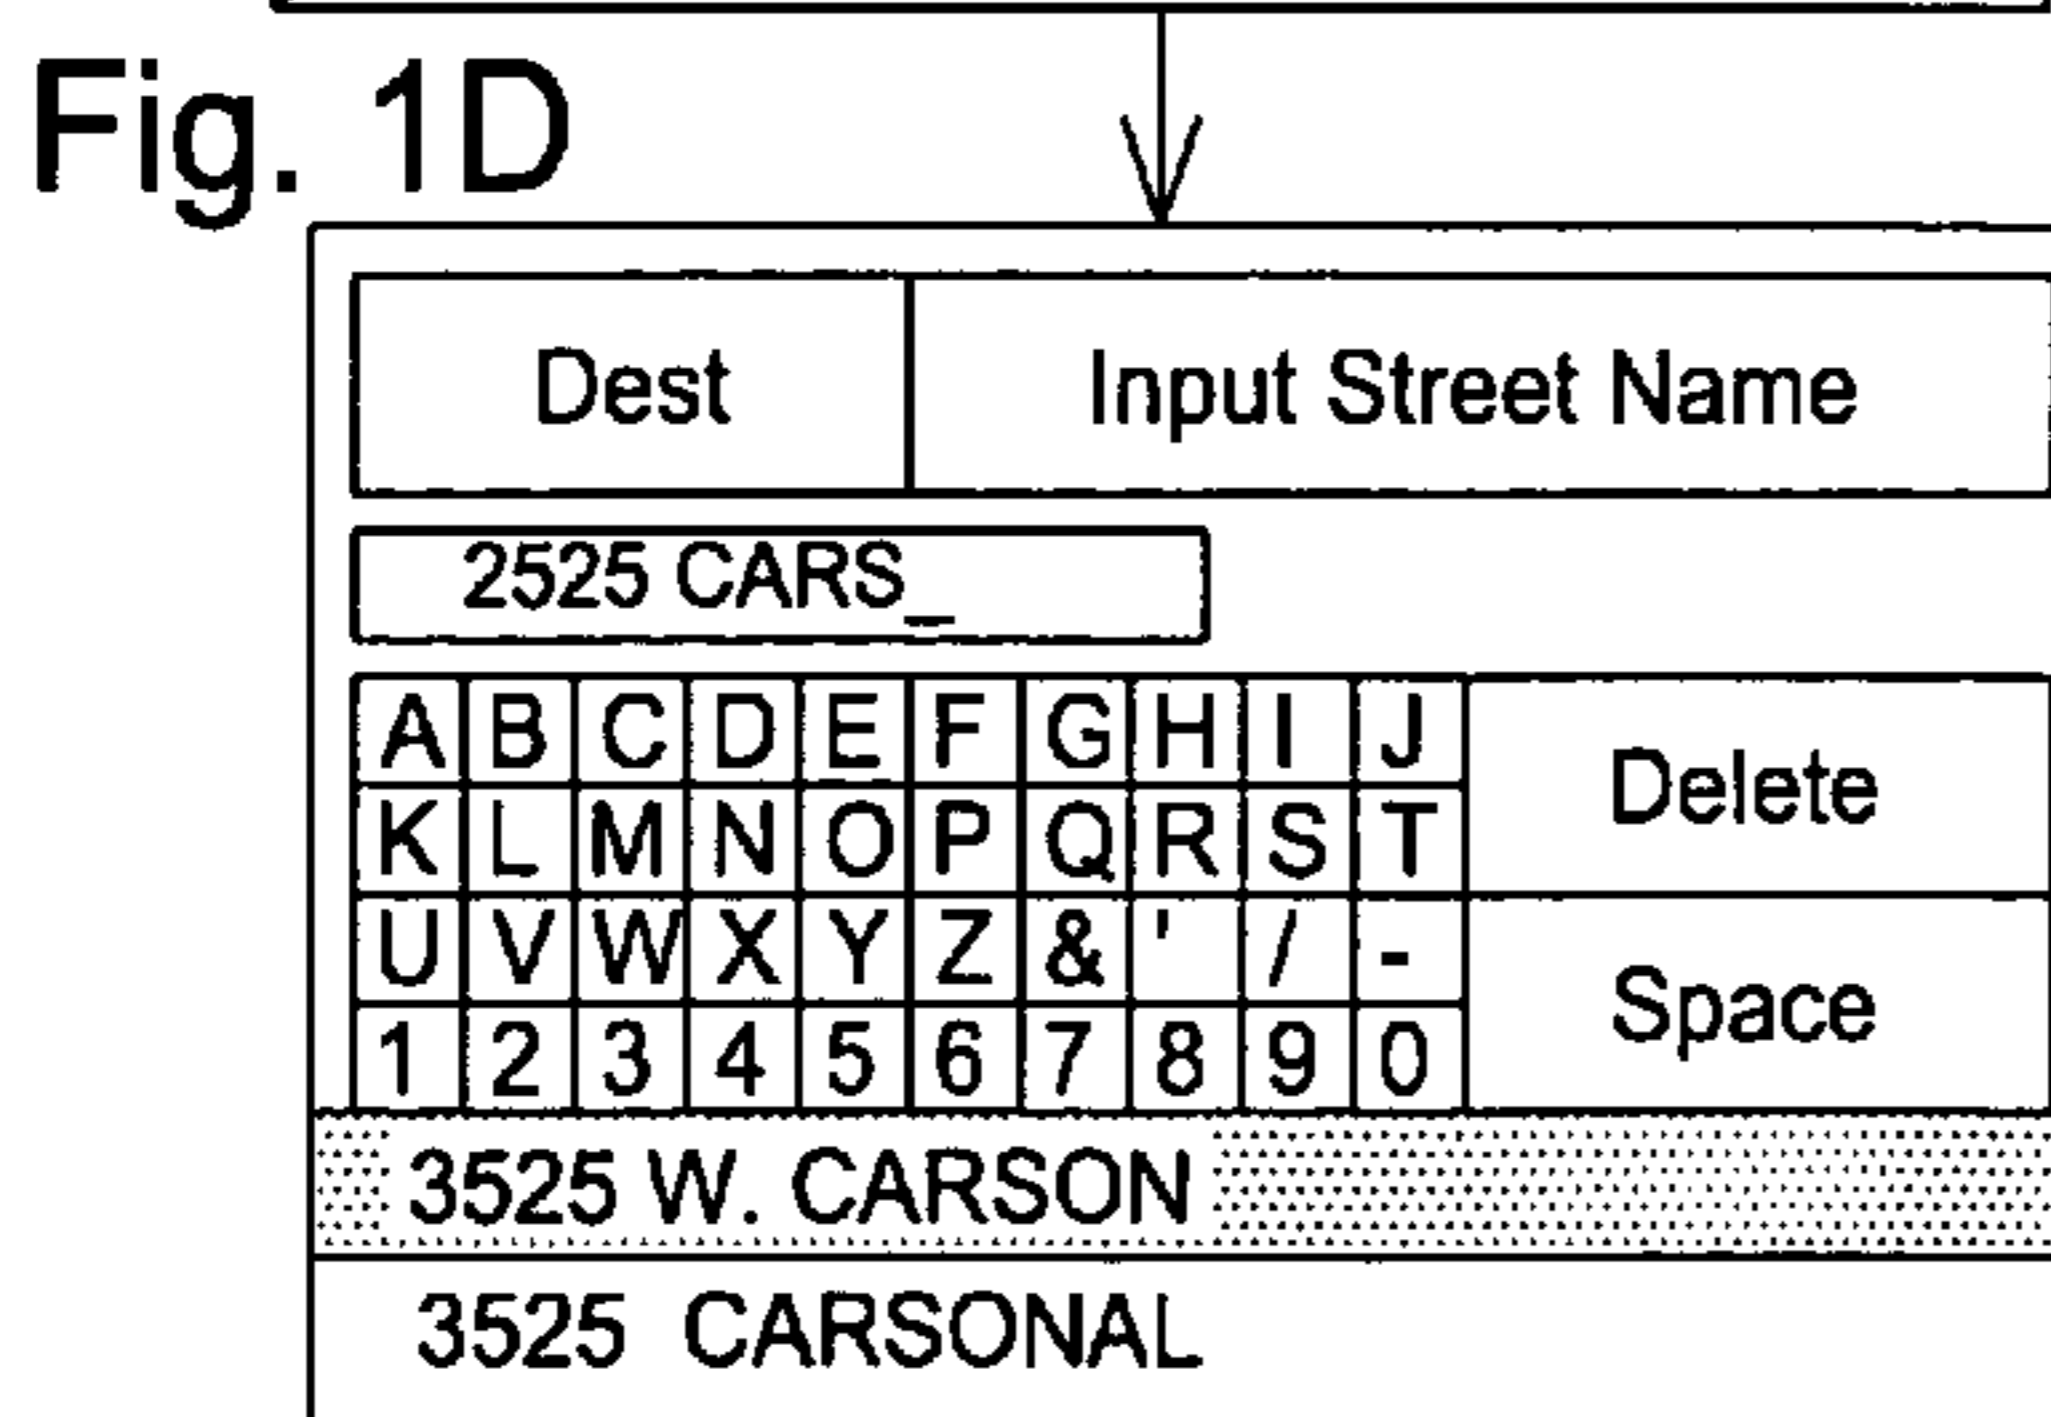 Fig. 1D
Dest Input Street Name
2525 CARS_
A B C D E F G H I J Delete
K L M N O P Q R S T
U V W X Y Z & ' / - Space
1 2 3 4 5 6 7 8 9 0
3525 W. CARSON
3525 CARSONAL